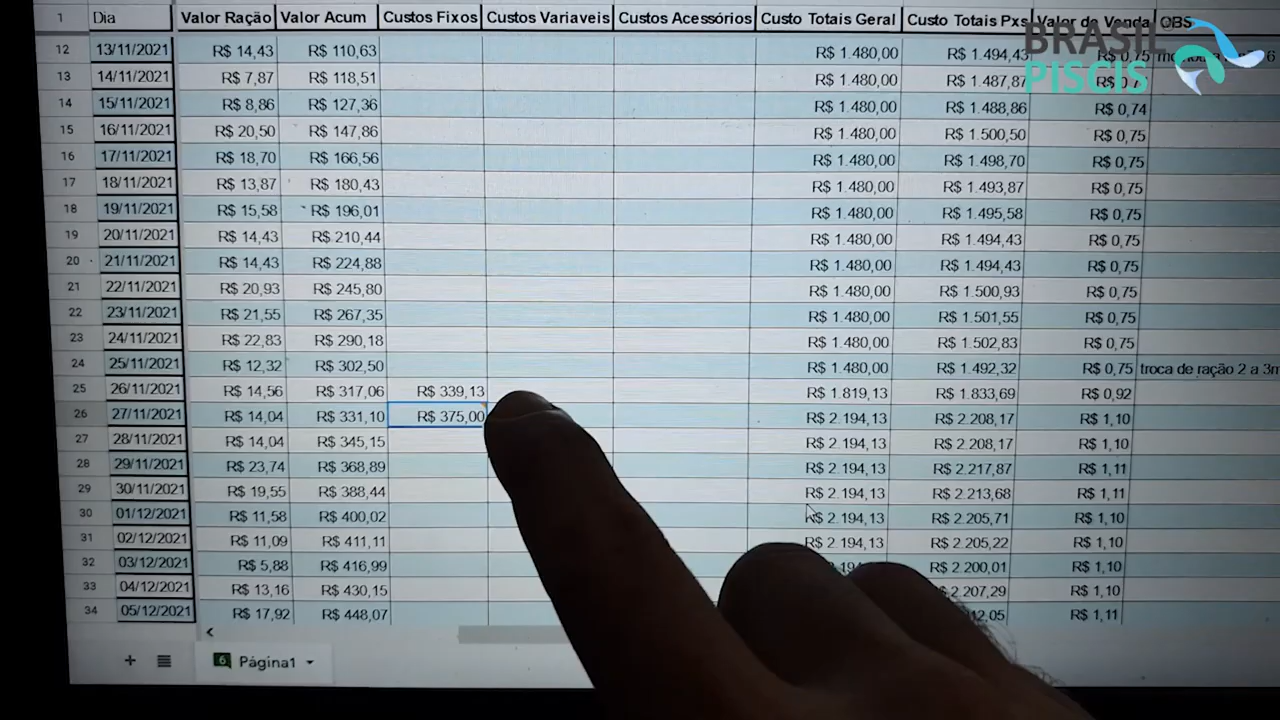 1 Dia Valor Ração Valor Acum Custos Fixos Custos Variaveis Custos Acessórios Custo Totais Geral Custo Totais Pxs Valor de Venda OBS
BRASIL
PISCIS
12 13/11/2021 R$ 14,43 R$ 110,63 R$ 1.480,00 R$ 1.494,43 R$ 0,75
13 14/11/2021 R$ 7,87 R$ 118,51 R$ 1.480,00 R$ 1.487,87
14 15/11/2021 R$ 8,86 R$ 127,36 R$ 1.480,00 R$ 1.488,86 R$ 0,74
15 16/11/2021 R$ 20,50 R$ 147,86 R$ 1.480,00 R$ 1.500,50 R$ 0,75
16 17/11/2021 R$ 18,70 R$ 166,56 R$ 1.480,00 R$ 1.498,70 R$ 0,75
17 18/11/2021 R$ 13,87 R$ 180,43 R$ 1.480,00 R$ 1.493,87 R$ 0,75
18 19/11/2021 R$ 15,58 R$ 196,01 R$ 1.480,00 R$ 1.495,58 R$ 0,75
19 20/11/2021 R$ 14,43 R$ 210,44 R$ 1.480,00 R$ 1.494,43 R$ 0,75
20 21/11/2021 R$ 14,43 R$ 224,88 R$ 1.480,00 R$ 1.494,43 R$ 0,75
21 22/11/2021 R$ 20,93 R$ 245,80 R$ 1.480,00 R$ 1.500,93 R$ 0,75
22 23/11/2021 R$ 21,55 R$ 267,35 R$ 1.480,00 R$ 1.501,55 R$ 0,75
23 24/11/2021 R$ 22,83 R$ 290,18 R$ 1.480,00 R$ 1.502,83 R$ 0,75
24 25/11/2021 R$ 12,32 R$ 302,50 R$ 1.480,00 R$ 1.492,32 R$ 0,75 troca de ração 2 a 3m
25 26/11/2021 R$ 14,56 R$ 317,06 R$ 339,13 R$ 1.819,13 R$ 1.833,69 R$ 0,92
26 27/11/2021 R$ 14,04 R$ 331,10 R$ 375,00 R$ 2.194,13 R$ 2.208,17 R$ 1,10
27 28/11/2021 R$ 14,04 R$ 345,15 R$ 2.194,13 R$ 2.208,17 R$ 1,10
28 29/11/2021 R$ 23,74 R$ 368,89 R$ 2.194,13 R$ 2.217,87 R$ 1,11
29 30/11/2021 R$ 19,55 R$ 388,44 R$ 2.194,13 R$ 2.213,68 R$ 1,11
30 01/12/2021 R$ 11,58 R$ 400,02 R$ 2.194,13 R$ 2.205,71 R$ 1,10
31 02/12/2021 R$ 11,09 R$ 411,11 R$ 2.194,13 R$ 2.205,22 R$ 1,10
32 03/12/2021 R$ 5,88 R$ 416,99 R$ 2.200,01 R$ 1,10
33 04/12/2021 R$ 13,16 R$ 430,15 2.207,29 R$ 1,10
34 05/12/2021 R$ 17,92 R$ 448,07 R$ 1,11
6 Página1